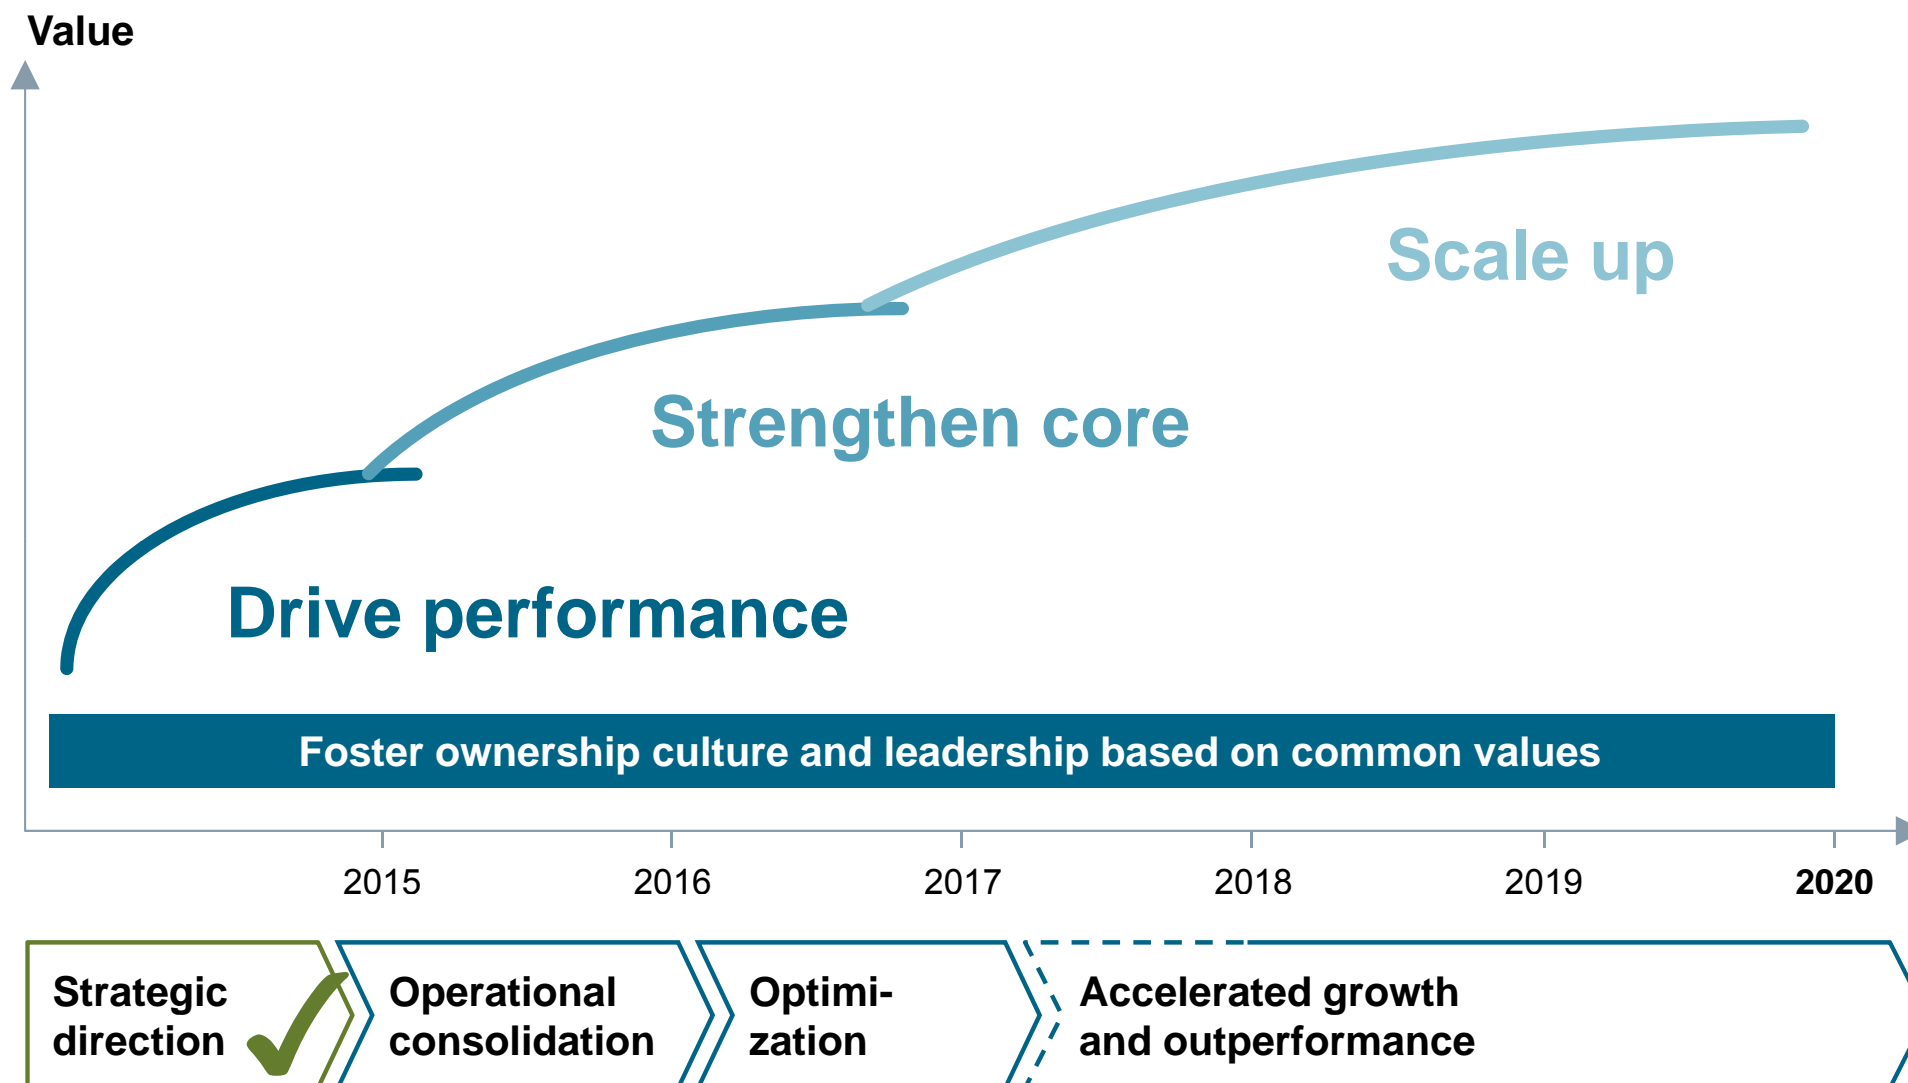 Value
Scale up
Strengthen core
Drive performance
Foster ownership culture and leadership based on common values
2015 2016 2017 2018 2019 2020
Strategic
direction
Operational
consolidation
Optimi-
zation
Accelerated growth
and outperformance